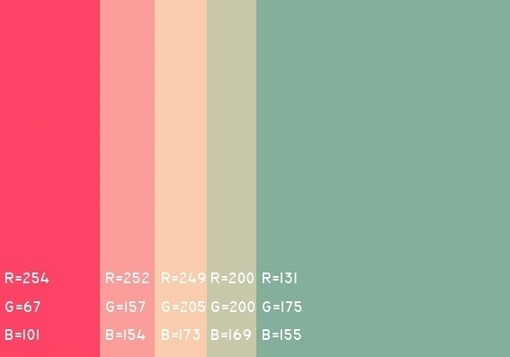 R=254 R=252 R=249 R=200 R=131
G=67 G=157 G=205 G=200 G=175
B=101 B=154 B=173 B=169 B=155